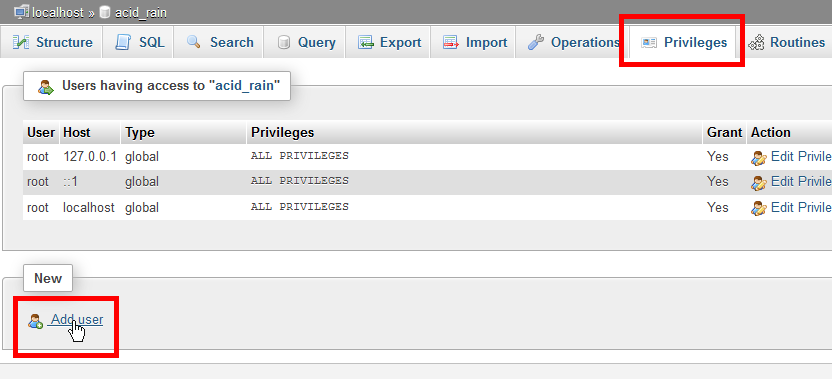 localhost » acid_rain
Structure SQL Search Query Export Import Operations Privileges Routines
Users having access to "acid_rain"
User Host Type Privileges Grant Action
root 127.0.0.1 global ALL PRIVILEGES Yes Edit Privile
root ::1 global ALL PRIVILEGES Yes Edit Privile
root localhost global ALL PRIVILEGES Yes Edit Privile
New
Add user